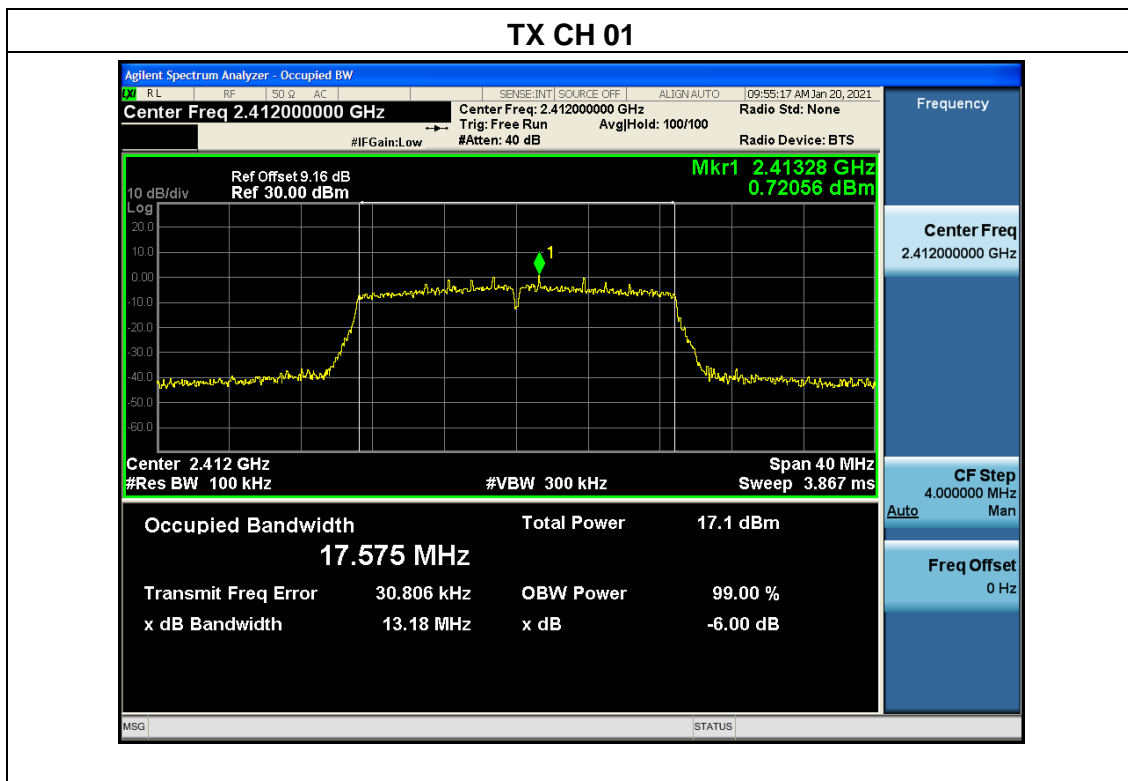 TX CH 01
Agilent Spectrum Analyzer - Occupied BW
LXI RL RF 50 Ω AC SENSE:INT SOURCE OFF ALIGN AUTO 09:55:17 AM Jan 20, 2021
Center Freq 2.412000000 GHz
Center Freq: 2.412000000 GHz
Radio Std: None
Trig: Free Run Avg|Hold: 100/100
#IFGain:Low
#Atten: 40 dB
Radio Device: BTS
Frequency
Mkr1 2.41328 GHz
0.72056 dBm
Ref Offset 9.16 dB
10 dB/div Ref 30.00 dBm
Log
20.0
10.0
0.00
-10.0
-20.0
-30.0
-40.0
-50.0
-60.0
1
Center 2.412 GHz
Span 40 MHz
#Res BW 100 kHz
#VBW 300 kHz
Sweep 3.867 ms
Center Freq
2.412000000 GHz
CF Step
4.000000 MHz
Auto Man
Freq Offset
0 Hz
Occupied Bandwidth
17.575 MHz
Total Power 17.1 dBm
Transmit Freq Error 30.806 kHz
OBW Power 99.00 %
x dB Bandwidth 13.18 MHz
x dB -6.00 dB
MSG
STATUS